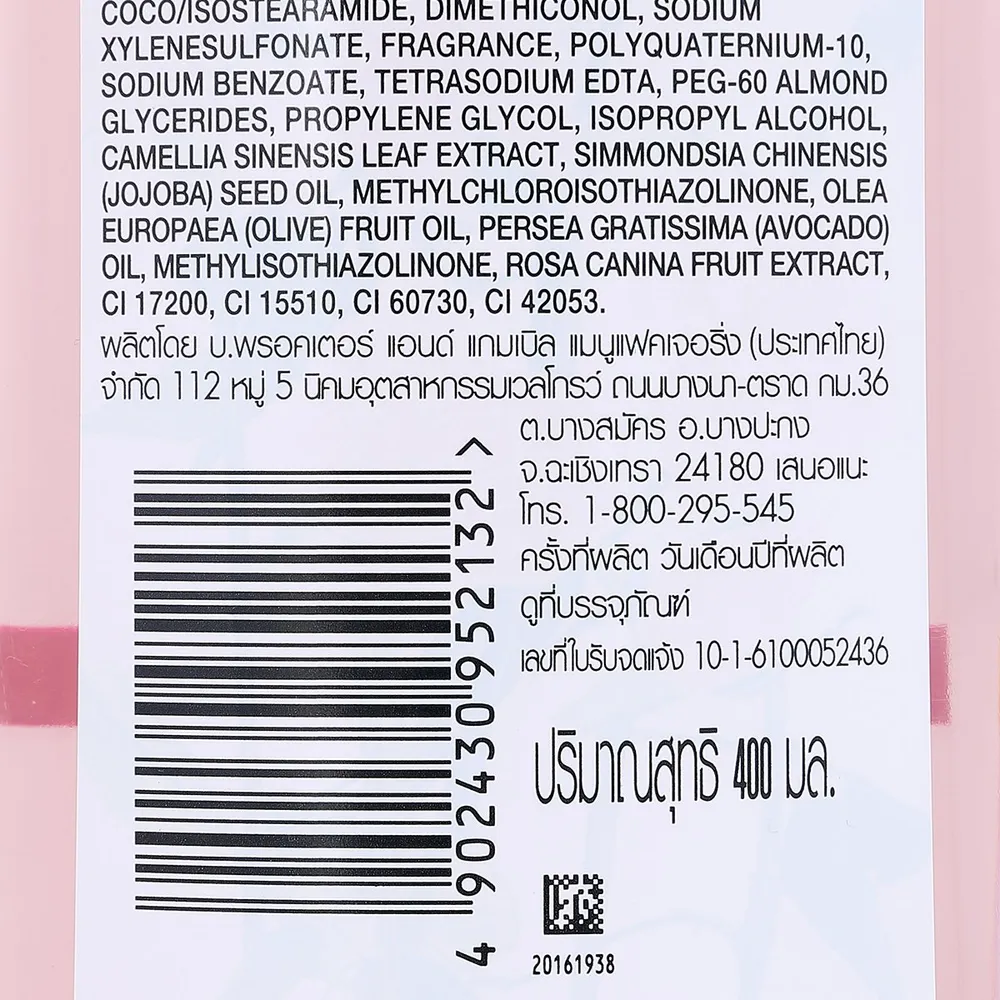 COCO/ISOSTEARAMIDE, DIMETHICONOL, SODIUM
XYLENESULFONATE, FRAGRANCE, POLYQUATERNIUM-10,
SODIUM BENZOATE, TETRASODIUM EDTA, PEG-60 ALMOND
GLYCERIDES, PROPYLENE GLYCOL, ISOPROPYL ALCOHOL,
CAMELLIA SINENSIS LEAF EXTRACT, SIMMONDSIA CHINENSIS
(JOJOBA) SEED OIL, METHYLCHLOROISOTHIAZOLINONE, OLEA
EUROPAEA (OLIVE) FRUIT OIL, PERSEA GRATISSIMA (AVOCADO)
OIL, METHYLISOTHIAZOLINONE, ROSA CANINA FRUIT EXTRACT,
CI 17200, CI 15510, CI 60730, CI 42053.
ผลิตโดย บ.พรอคเตอร์ แอนด์ แกมเบิล แมนูแฟคเจอริ่ง (ประเทศไทย)
จำกัด 112 หมู่ 5 นิคมอุตสาหกรรมเวลโกรว์ ถนนบางนา-ตราด กม.36
ต.บางสมัคร อ.บางปะกง
จ.ฉะเชิงเทรา 24180 เสนอแนะ
โทร. 1-800-295-545
ครั้งที่ผลิต วันเดือนปีที่ผลิต
ดูที่บรรจุภัณฑ์
เลขที่ใบรับจดแจ้ง 10-1-6100052436
ปริมาณสุทธิ 400 มล.
4 902430 952132 >
20161938